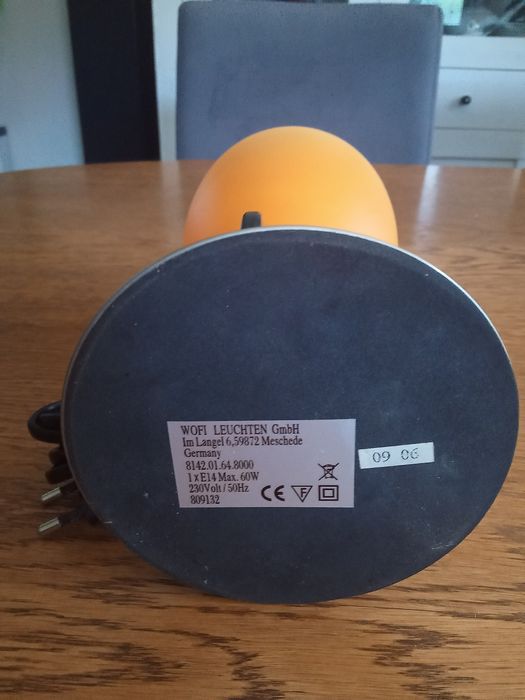 WOFI LEUCHTEN GmbH
Im Langel 6,59872 Meschede
Germany
8142.01.64.8000
1 x E14 Max. 60W
230Volt / 50Hz
809132
CE F
09 06